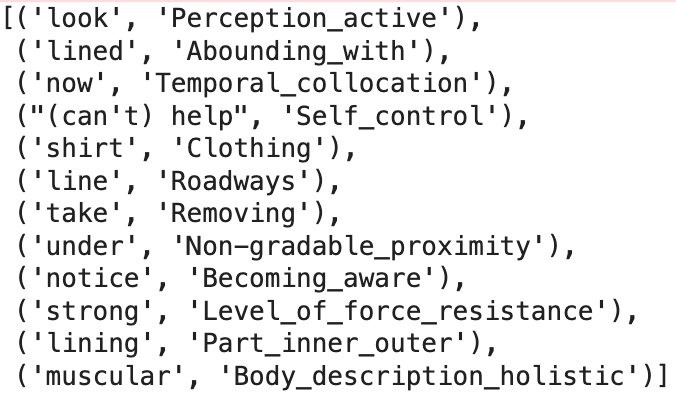 [('look', 'Perception_active'),
('lined', 'Abounding_with'),
('now', 'Temporal_collocation'),
("(can't) help", 'Self_control'),
('shirt', 'Clothing'),
('line', 'Roadways'),
('take', 'Removing'),
('under', 'Non-gradable_proximity'),
('notice', 'Becoming_aware'),
('strong', 'Level_of_force_resistance'),
('lining', 'Part_inner_outer'),
('muscular', 'Body_description_holistic')]